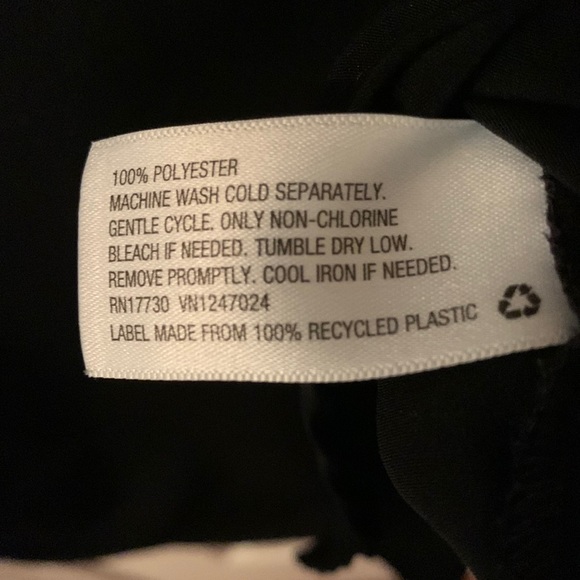 100% POLYESTER
MACHINE WASH COLD SEPARATELY.
GENTLE CYCLE. ONLY NON-CHLORINE
BLEACH IF NEEDED. TUMBLE DRY LOW.
REMOVE PROMPTLY. COOL IRON IF NEEDED.
RN17730 VN1247024
LABEL MADE FROM 100% RECYCLED PLASTIC